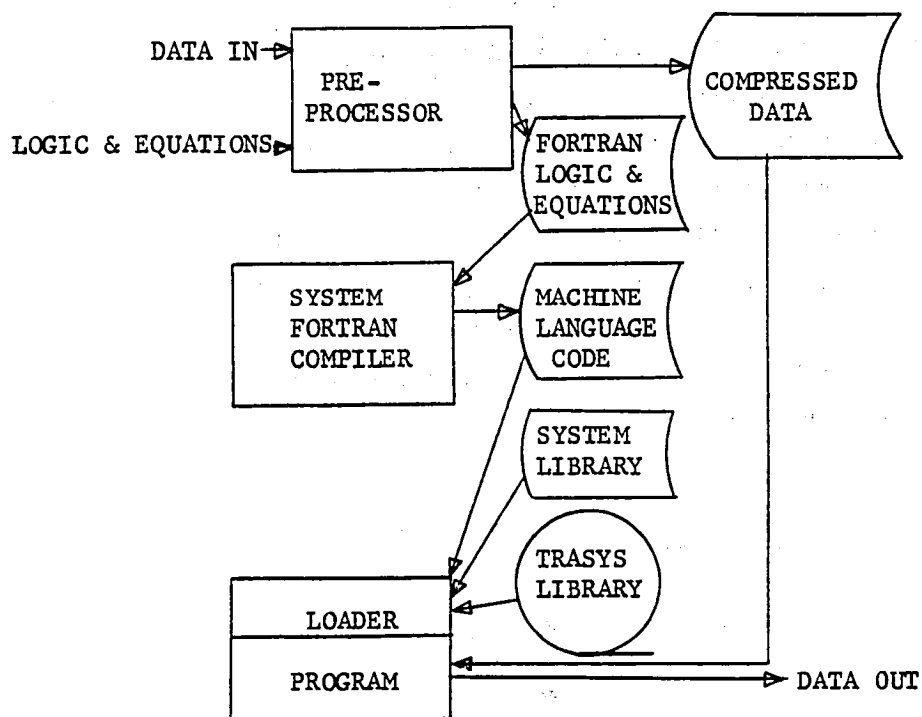 DATA IN
PRE-
PROCESSOR
LOGIC & EQUATIONS
COMPRESSED
DATA
FORTRAN
LOGIC &
EQUATIONS
SYSTEM
FORTRAN
COMPILER
MACHINE
LANGUAGE
CODE
SYSTEM
LIBRARY
TRASYS
LIBRARY
LOADER
PROGRAM
DATA OUT